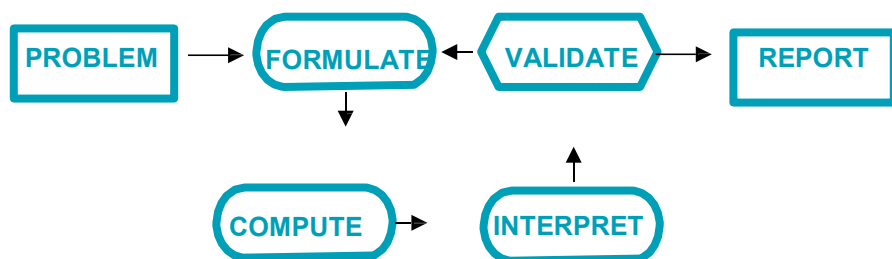 PROBLEM
FORMULATE
VALIDATE
REPORT
COMPUTE
INTERPRET